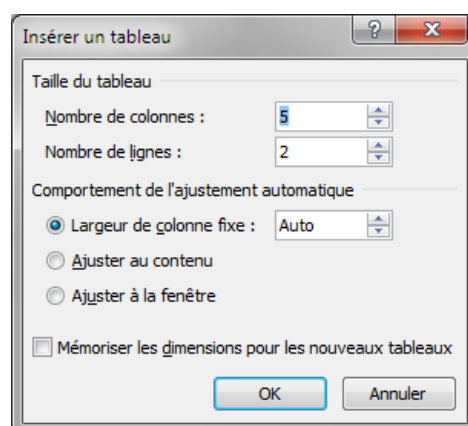 Insérer un tableau
Taille du tableau
Nombre de colonnes : 5
Nombre de lignes : 2
Comportement de l'ajustement automatique
Largeur de colonne fixe : Auto
Ajuster au contenu
Ajuster à la fenêtre
Mémoriser les dimensions pour les nouveaux tableaux
OK Annuler